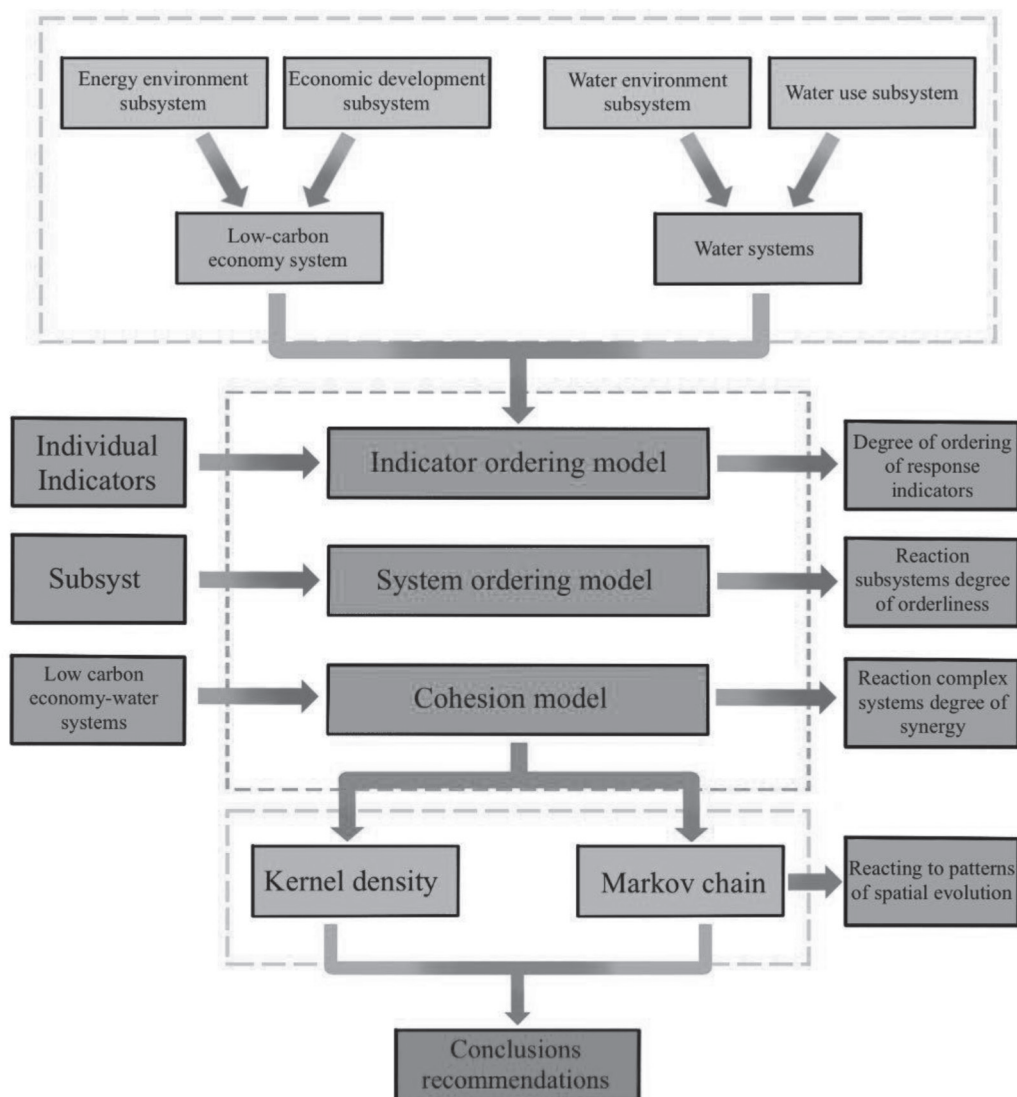 Energy environment
subsystem
Economic development
subsystem
Water environment
subsystem
Water use subsystem
Low-carbon
economy system
Water systems
Individual
Indicators
Indicator ordering model
Degree of ordering
of response
indicators
Subsyst
System ordering model
Reaction
subsystems degree
of orderliness
Low carbon
economy-water
systems
Cohesion model
Reaction complex
systems degree of
synergy
Kernel density
Markov chain
Reacting to patterns
of spatial evolution
Conclusions
recommendations